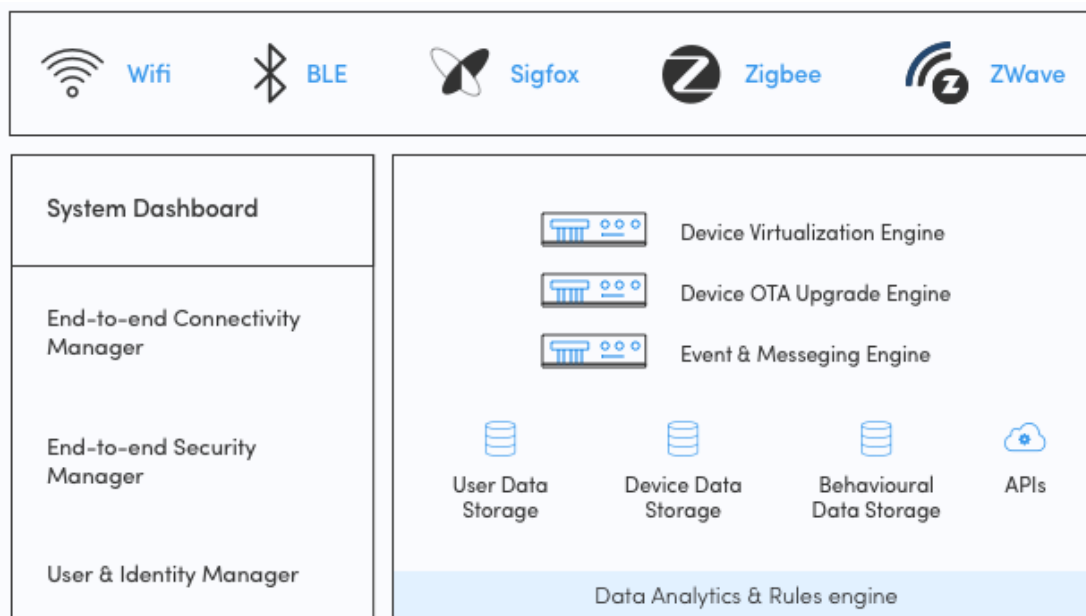 Wifi
BLE
Sigfox
Zigbee
ZWave
System Dashboard
End-to-end Connectivity
Manager
End-to-end Security
Manager
User & Identity Manager
Device Virtualization Engine
Device OTA Upgrade Engine
Event & Messeging Engine
User Data
Storage
Device Data
Storage
Behavioural
Data Storage
APIs
Data Analytics & Rules engine